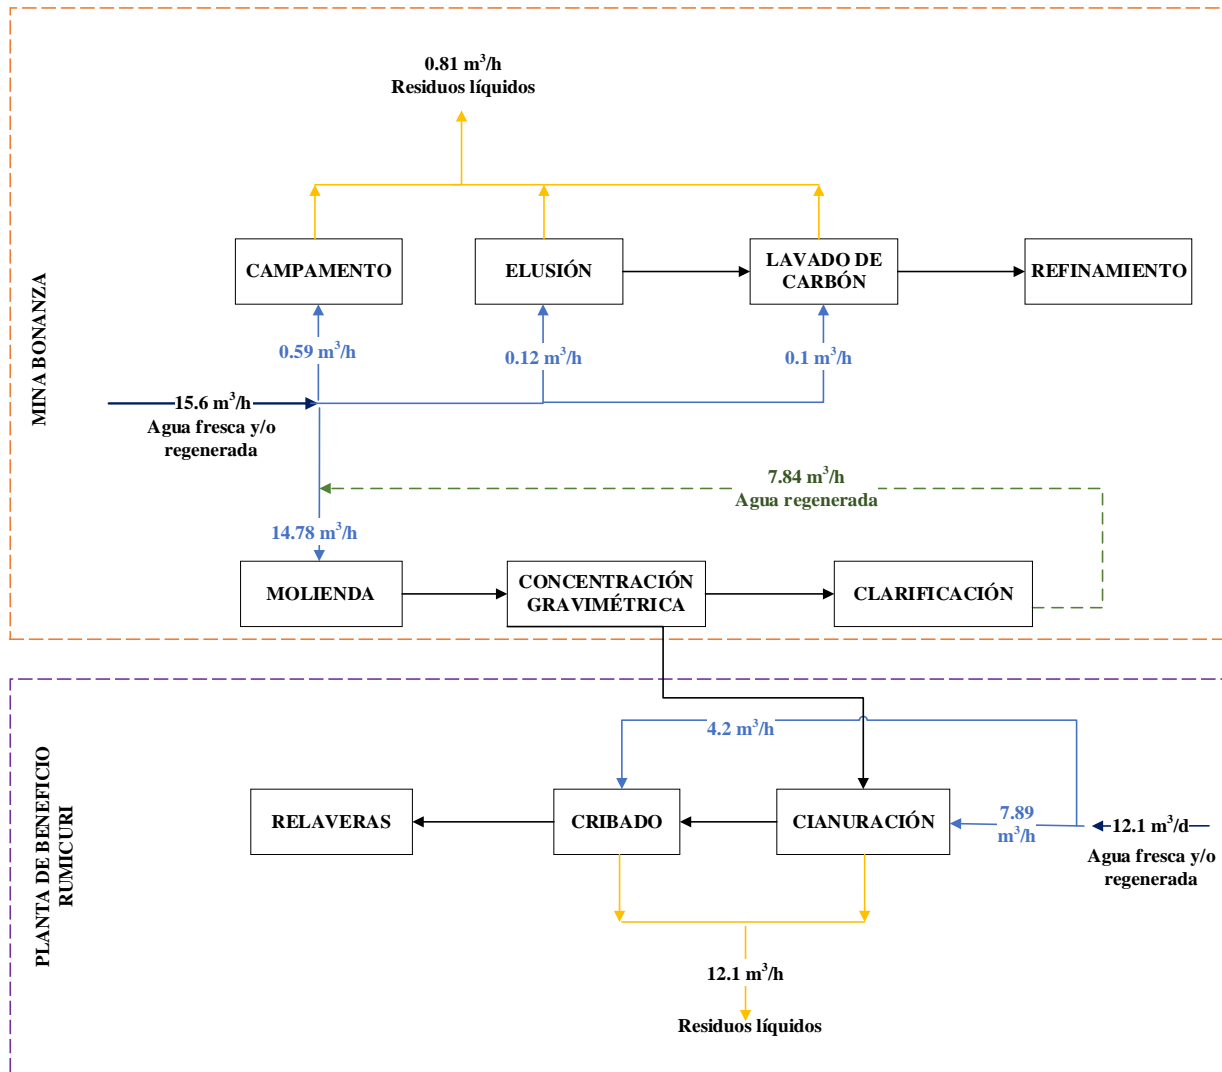 MINA BONANZA
0.81 m³/h
Residuos líquidos
CAMPAMENTO
ELUSIÓN
LAVADO DE
CARBÓN
REFINAMIENTO
0.59 m³/h
0.12 m³/h
0.1 m³/h
15.6 m³/h
Agua fresca y/o
regenerada
7.84 m³/h
Agua regenerada
14.78 m³/h
MOLIENDA
CONCENTRACIÓN
GRAVIMÉTRICA
CLARIFICACIÓN
PLANTA DE BENEFICIO
RUMICURI
4.2 m³/h
RELAVERAS
CRIBADO
CIANURACIÓN
7.89
m³/h
12.1 m³/d
Agua fresca y/o
regenerada
12.1 m³/h
Residuos líquidos